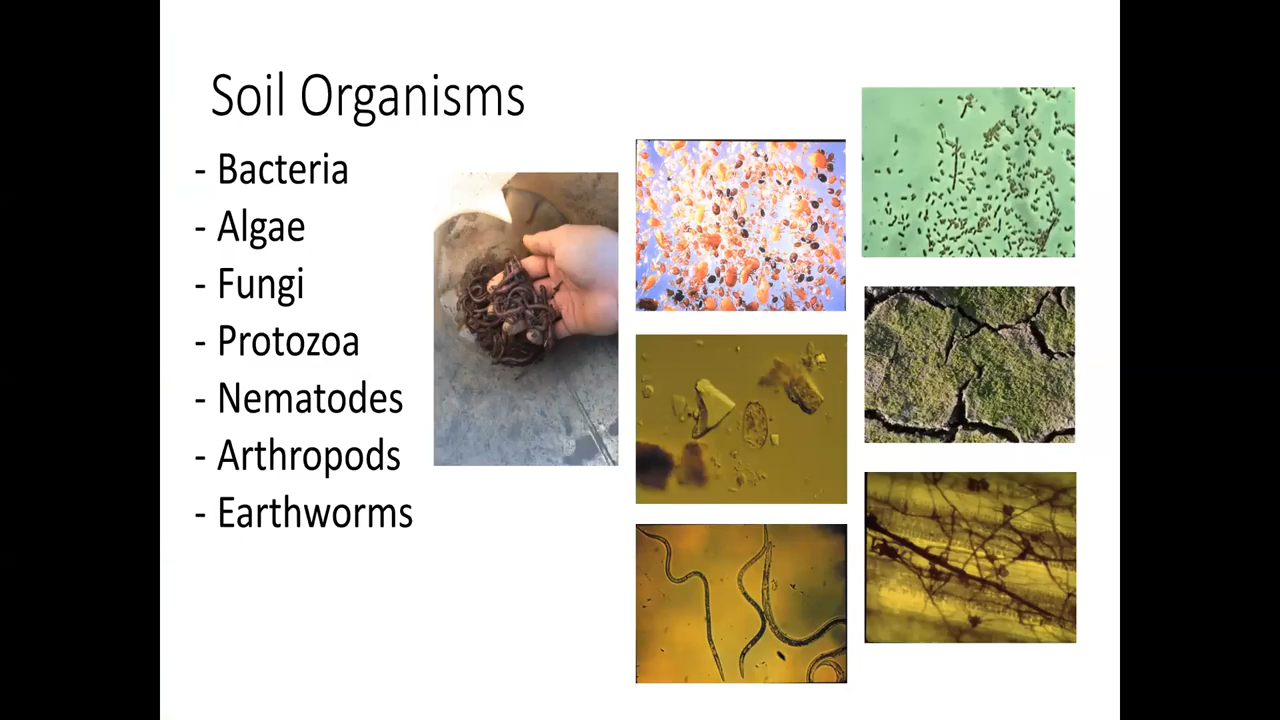 Soil Organisms
- Bacteria
- Algae
- Fungi
- Protozoa
- Nematodes
- Arthropods
- Earthworms